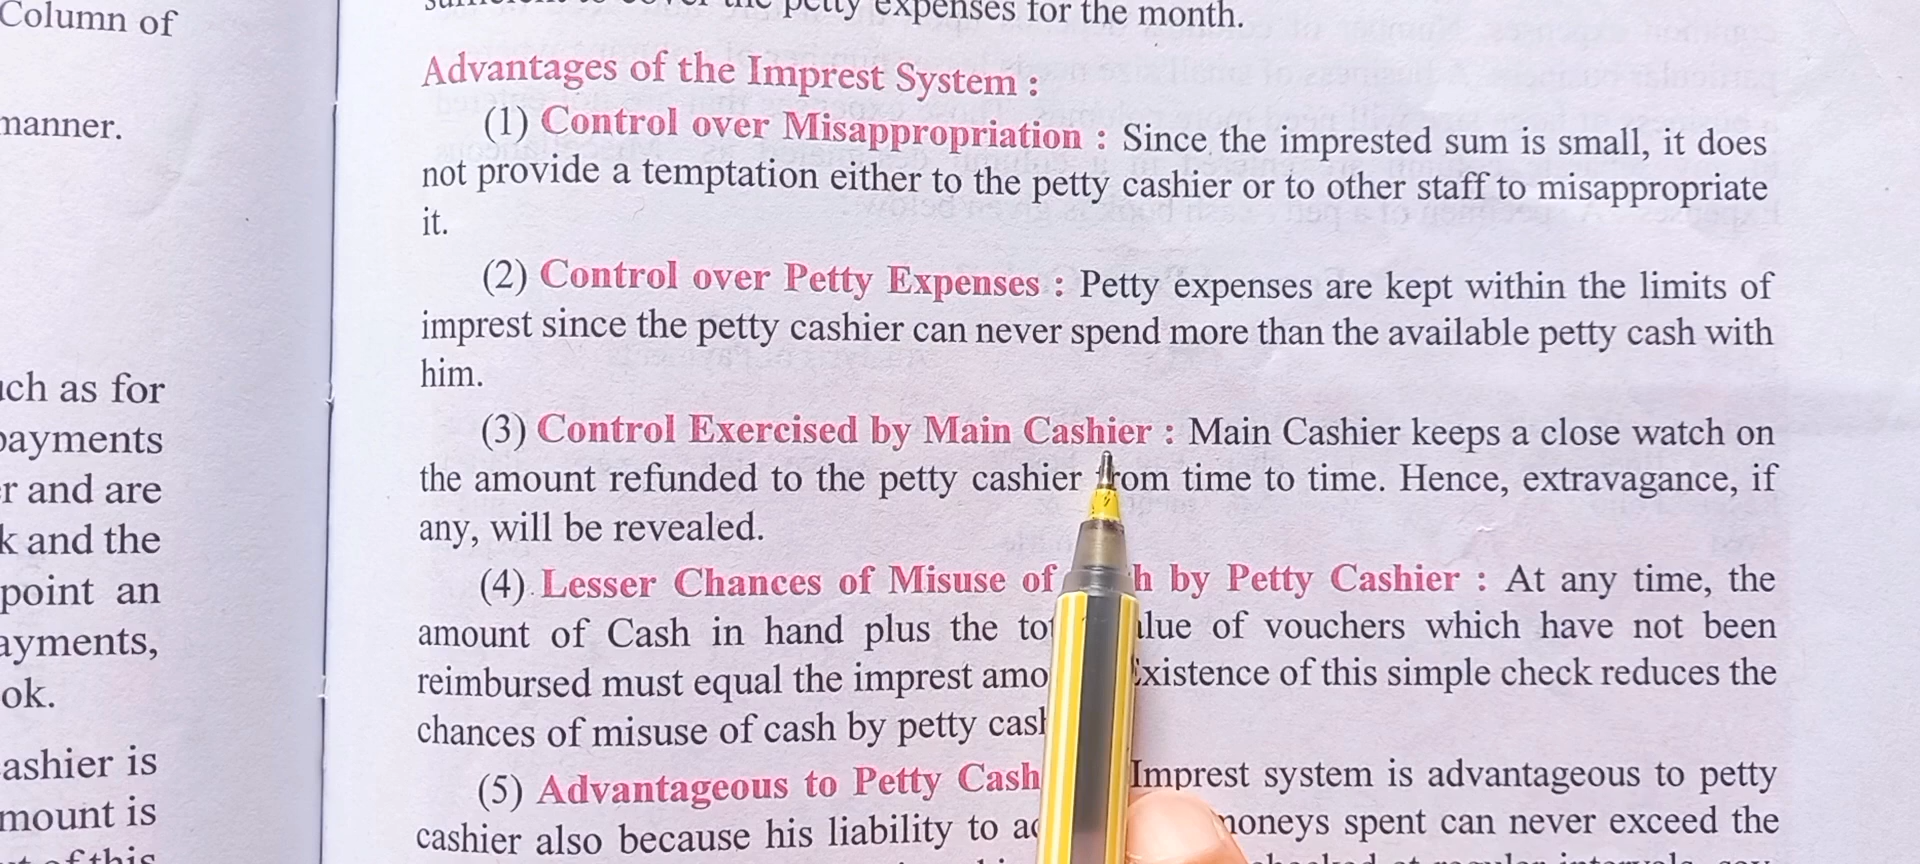 Column of
manner.
ch as for
payments
r and are
k and the
point an
ayments,
ok.
ashier is
mount is
of this
the petty expenses for the month.
Advantages of the Imprest System :
(1) Control over Misappropriation : Since the imprested sum is small, it does
not provide a temptation either to the petty cashier or to other staff to misappropriate
it.
(2) Control over Petty Expenses : Petty expenses are kept within the limits of
imprest since the petty cashier can never spend more than the available petty cash with
him.
(3) Control Exercised by Main Cashier : Main Cashier keeps a close watch on
the amount refunded to the petty cashier from time to time. Hence, extravagance, if
any, will be revealed.
(4) Lesser Chances of Misuse of h by Petty Cashier : At any time, the
amount of Cash in hand plus the to lue of vouchers which have not been
reimbursed must equal the imprest amo xistence of this simple check reduces the
chances of misuse of cash by petty cash
(5) Advantageous to Petty Cash Imprest system is advantageous to petty
cashier also because his liability to ac moneys spent can never exceed the